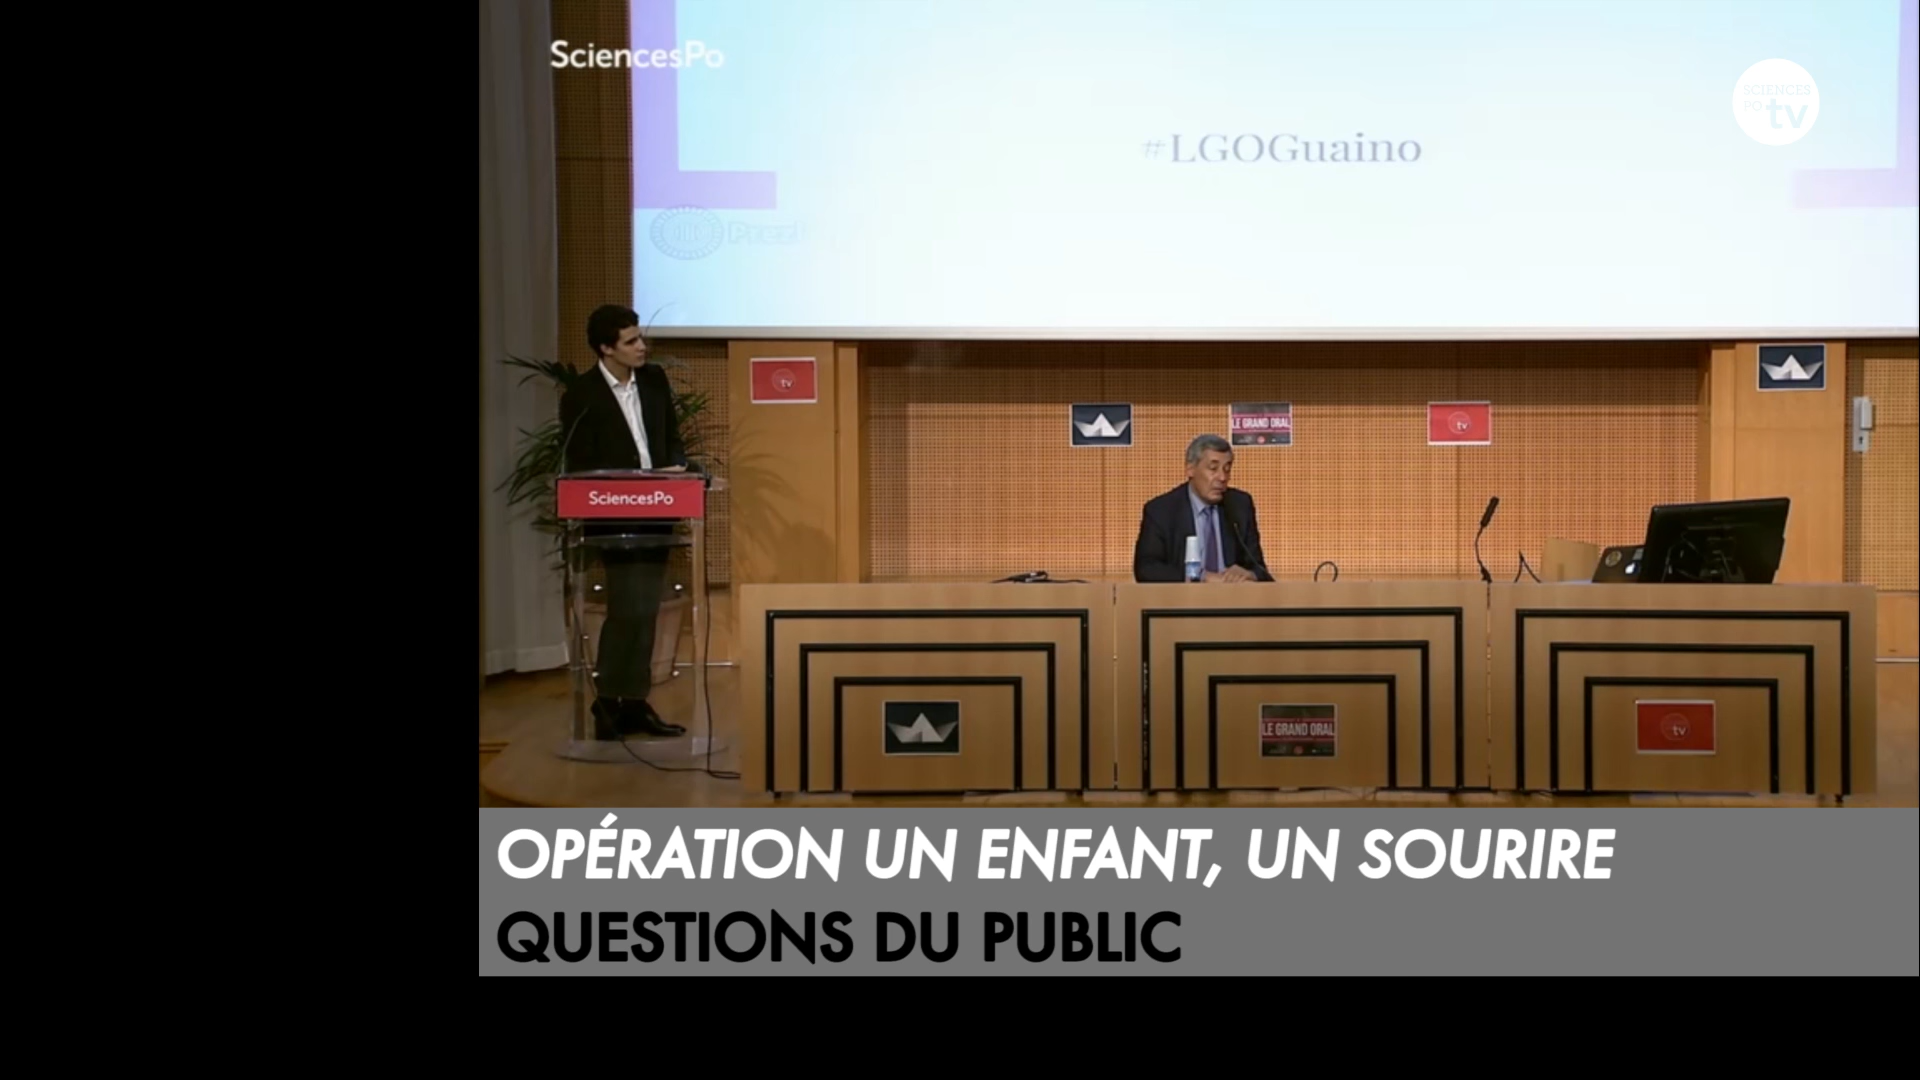 SciencesPo
SCIENCES
PO tv
#LGOGuaino
tv
LE GRAND ORAL
tv
SciencesPo
LE GRAND ORAL
tv
OPÉRATION UN ENFANT, UN SOURIRE
QUESTIONS DU PUBLIC